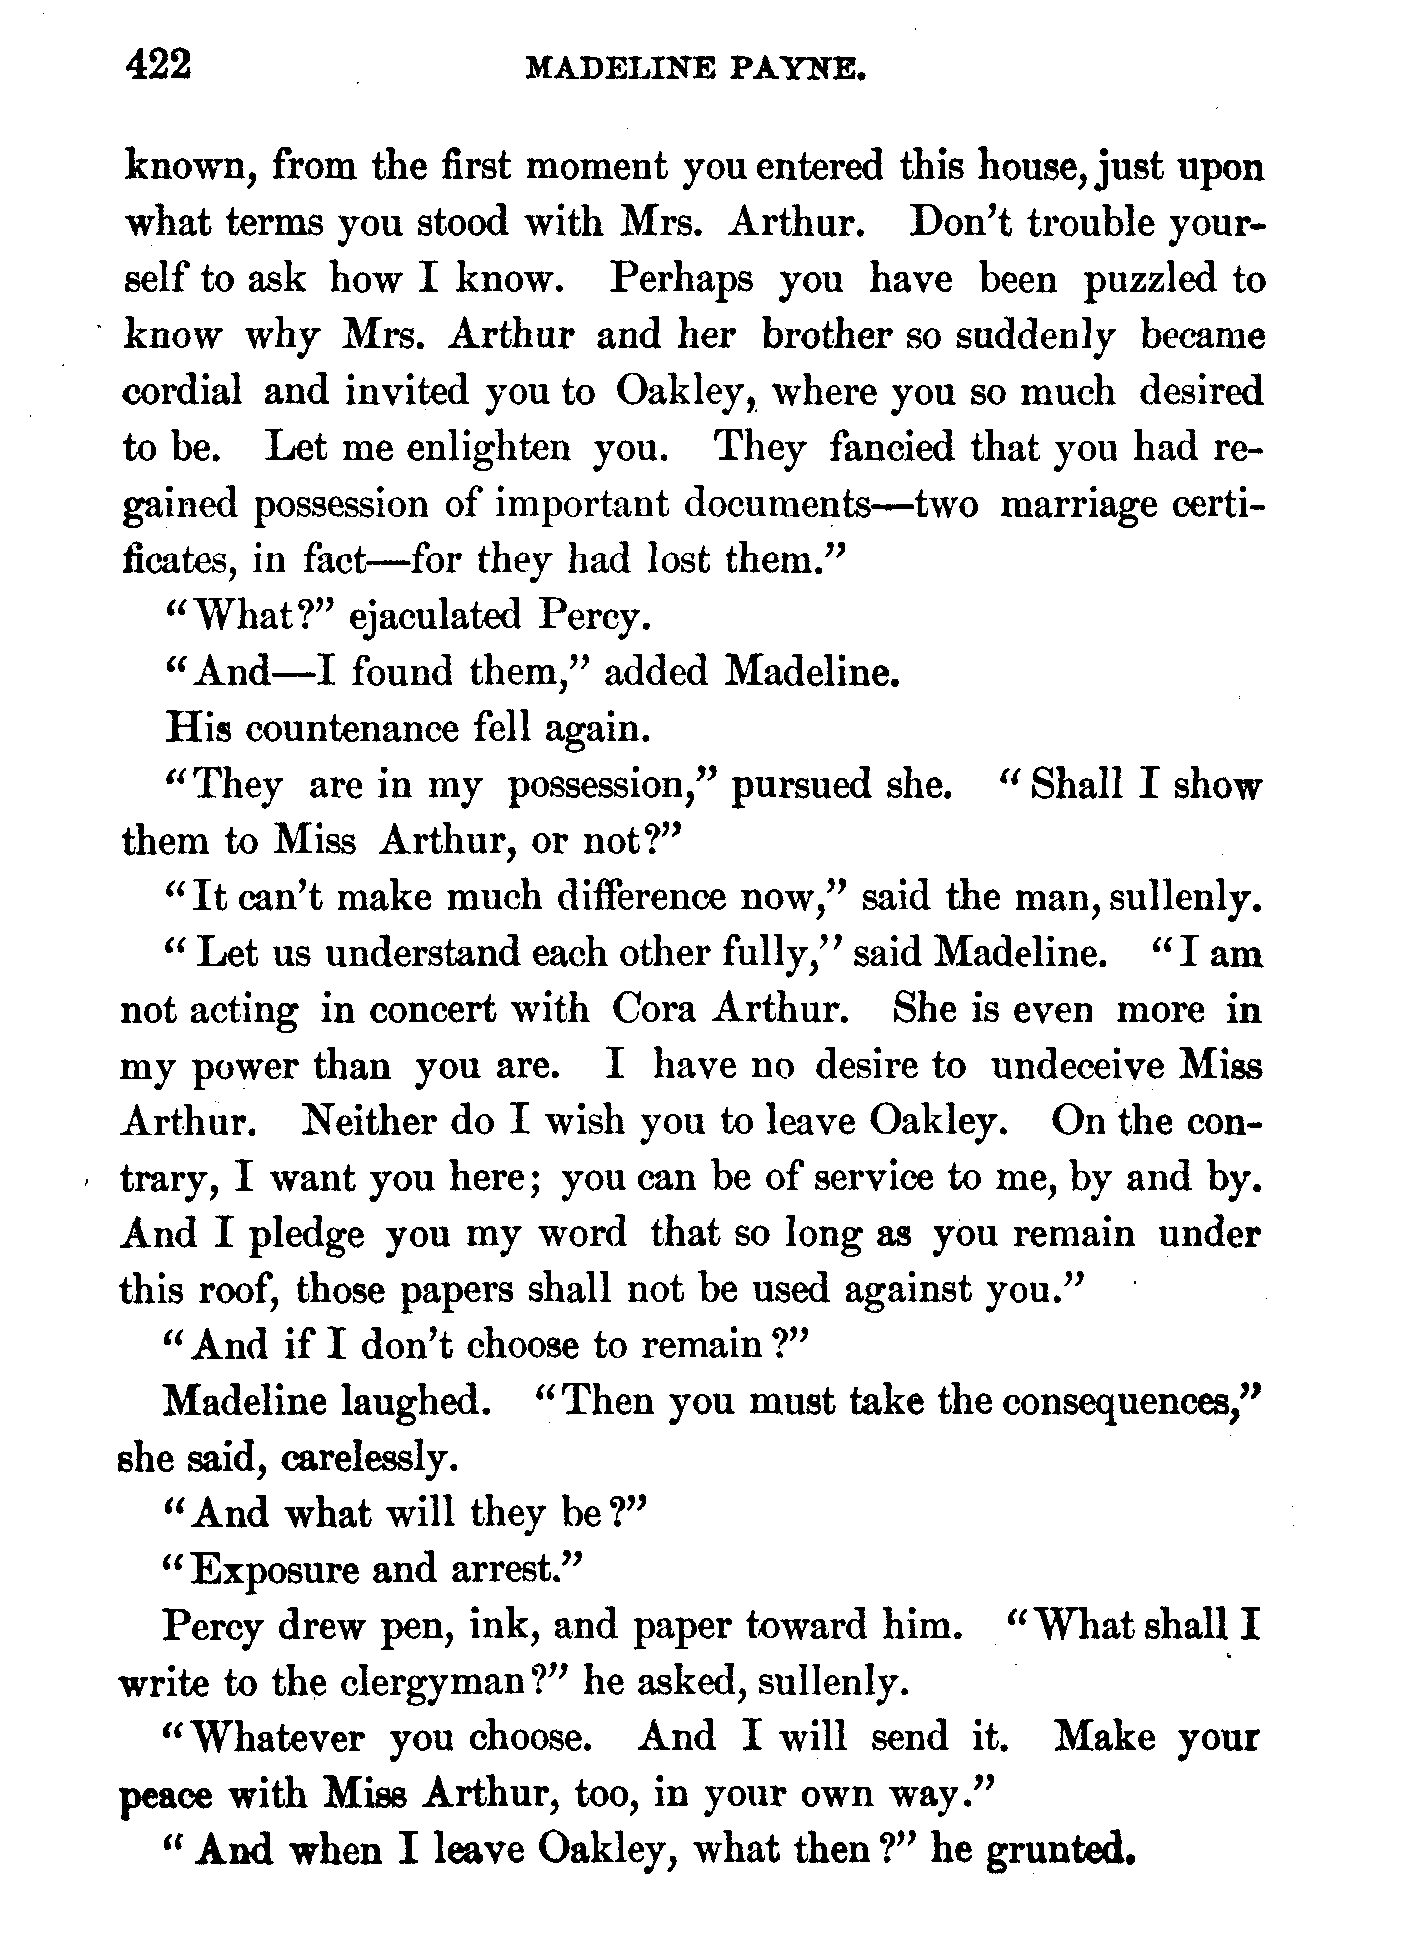 422 MADELINE PAYNE.
known, from the first moment you entered this house, just upon
what terms you stood with Mrs. Arthur. Don't trouble your-
self to ask how I know. Perhaps you have been puzzled to
know why Mrs. Arthur and her brother so suddenly became
cordial and invited you to Oakley, where you so much desired
to be. Let me enlighten you. They fancied that you had re-
gained possession of important documents—two marriage certi-
ficates, in fact—for they had lost them."
"What?" ejaculated Percy.
"And—I found them," added Madeline.
His countenance fell again.
"They are in my possession," pursued she. "Shall I show
them to Miss Arthur, or not?"
"It can't make much difference now," said the man, sullenly.
"Let us understand each other fully," said Madeline. "I am
not acting in concert with Cora Arthur. She is even more in
my power than you are. I have no desire to undeceive Miss
Arthur. Neither do I wish you to leave Oakley. On the con-
trary, I want you here; you can be of service to me, by and by.
And I pledge you my word that so long as you remain under
this roof, those papers shall not be used against you."
"And if I don't choose to remain?"
Madeline laughed. "Then you must take the consequences,"
she said, carelessly.
"And what will they be?"
"Exposure and arrest."
Percy drew pen, ink, and paper toward him. "What shall I
write to the clergyman?" he asked, sullenly.
"Whatever you choose. And I will send it. Make your
peace with Miss Arthur, too, in your own way."
"And when I leave Oakley, what then?" he grunted.